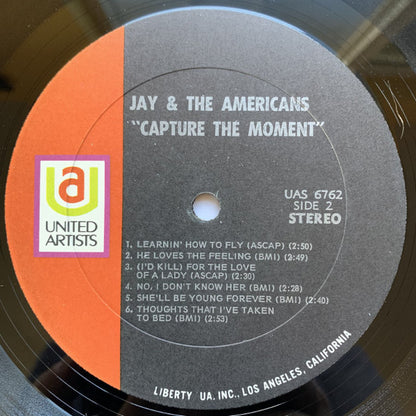 JAY & THE AMERICANS
"CAPTURE THE MOMENT"
UAS 6762
SIDE 2
STEREO
UA
UNITED
ARTISTS
1. LEARNIN' HOW TO FLY (ASCAP) (2:50)
2. HE LOVES THE FEELING (BMI) (2:49)
3. (I'D KILL) FOR THE LOVE
OF A LADY (ASCAP) (2:30)
4. NO, I DON'T KNOW HER (BMI) (2:28)
5. SHE'LL BE YOUNG FOREVER (BMI) (2:40)
6. THOUGHTS THAT I'VE TAKEN
TO BED (BMI) (2:53)
LIBERTY UA, INC., LOS ANGELES, CALIFORNIA